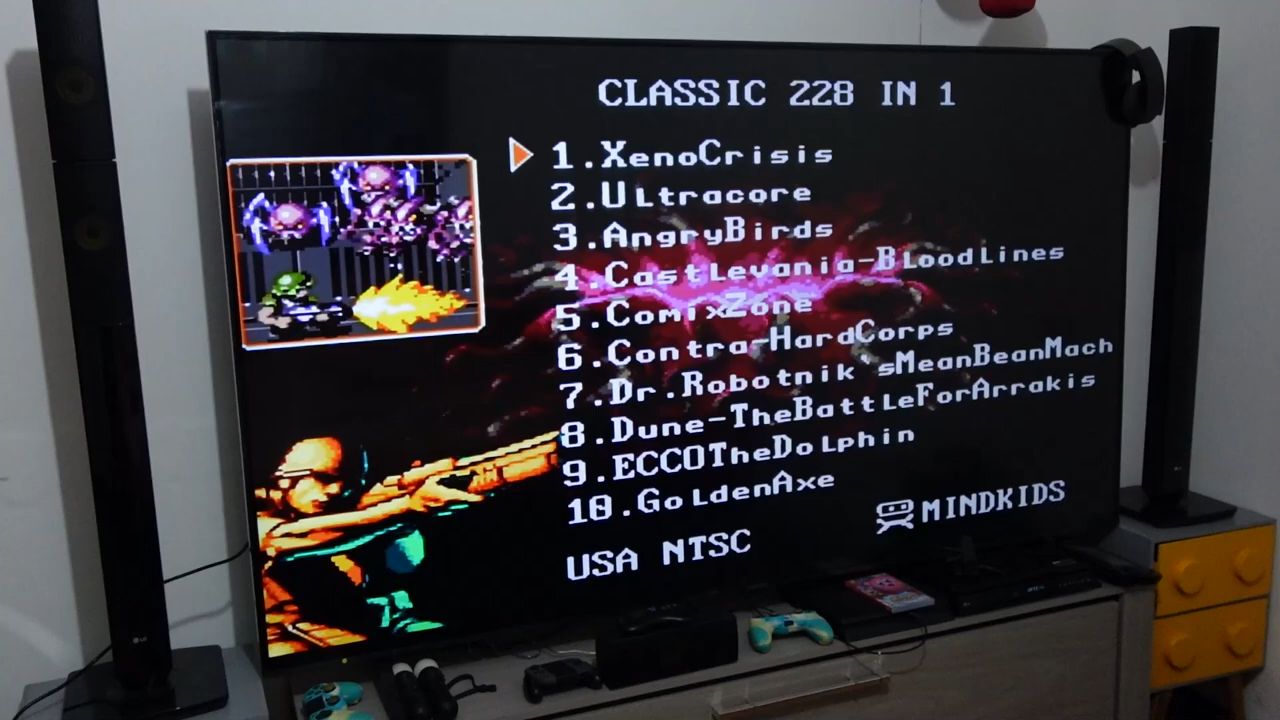 CLASSIC 228 IN 1
1.XenoCrisis
2.Ultracore
3.AngryBirds
4.Castlevania-BloodLines
5.ComixZone
6.Contra-HardCorps
7.Dr.Robotnik`sMeanBeanMach
8.Dune-TheBattleForArrakis
9.ECCOTheDolphin
10.GoldenAxe
MINDKIDS
USA NTSC
LG